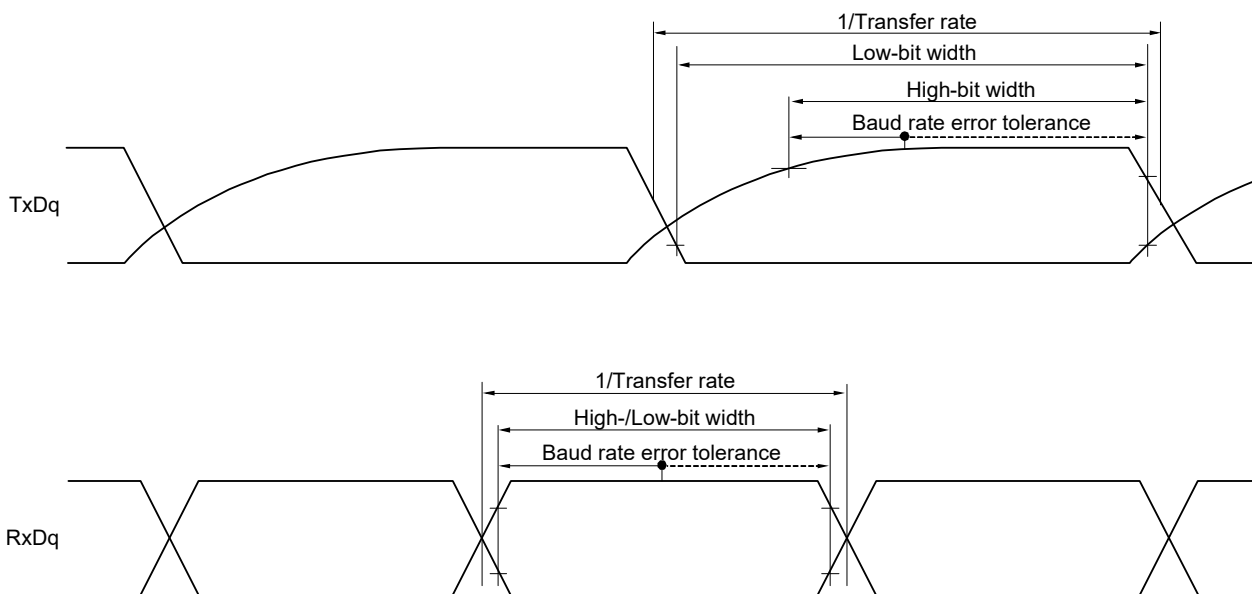 1/Transfer rate
Low-bit width
High-bit width
Baud rate error tolerance
TxDq
1/Transfer rate
High-/Low-bit width
Baud rate error tolerance
RxDq